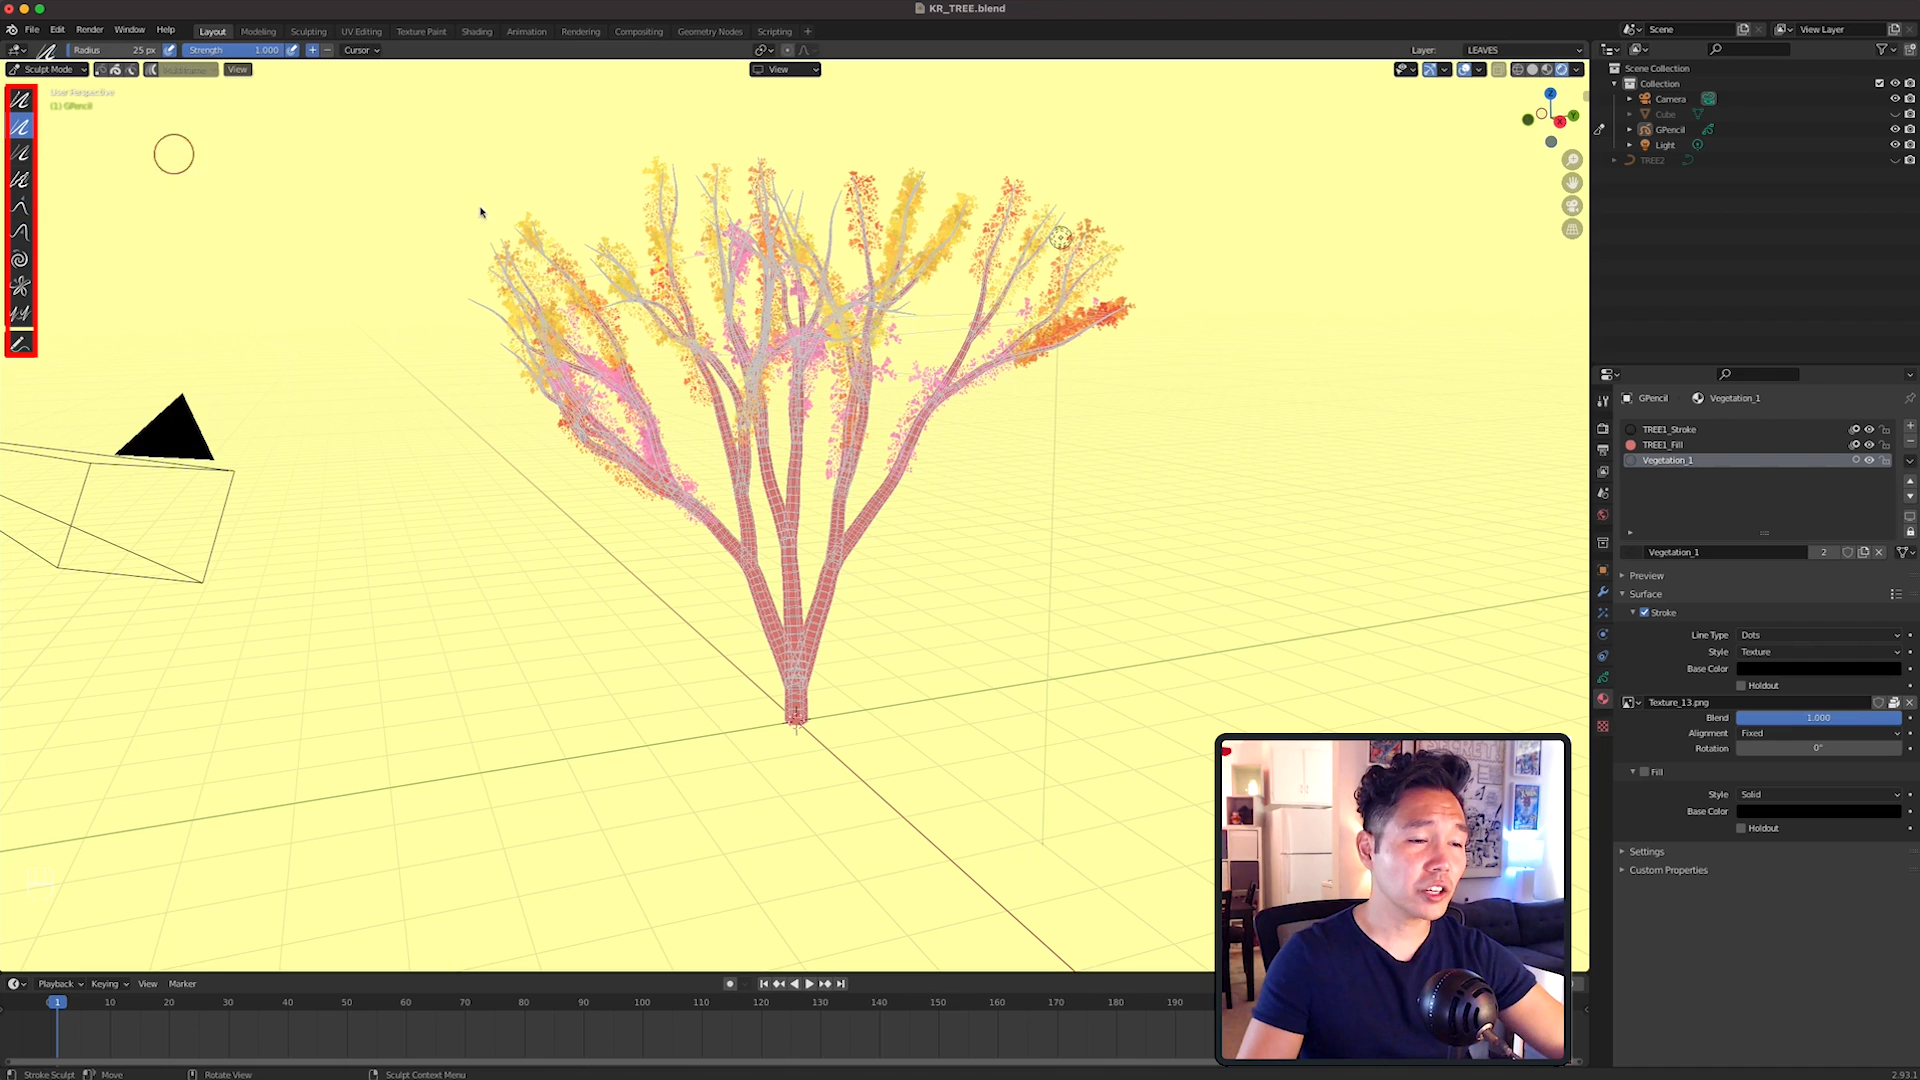 KR_TREE.blend
File Edit Render Window Help Layout Modeling Sculpting UV Editing Texture Paint Shading Animation Rendering Compositing Geometry Nodes Scripting + Scene View Layer
Radius 25 px Strength 1.000 Cursor Layer: LEAVES
Sculpt Mode View View
User Perspective
(1) GPencil
Z
Y
X
Scene Collection
Collection
Camera
Cube
GPencil
Light
TREE2
GPencil Vegetation_1
TREE1_Stroke
TREE1_Fill
Vegetation_1
Vegetation_1 2
Preview
Surface
Stroke
Line Type Dots
Style Texture
Base Color
Holdout
Texture_13.png
Blend 1.000
Alignment Fixed
Rotation 0°
Fill
Style Solid
Base Color
Holdout
Settings
Custom Properties
Playback Keying View Marker
1 10 20 30 40 50 60 70 80 90 100 110 120 130 140 150 160 170 180 190
Stroke Sculpt Move Rotate View Sculpt Context Menu 2.93.1